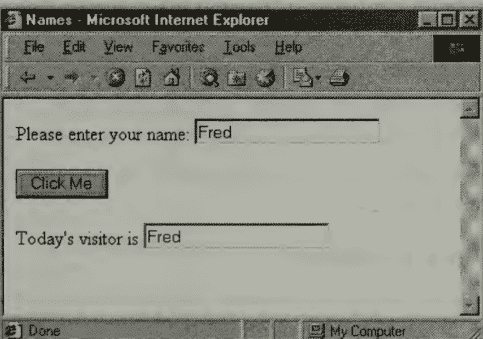 Names - Microsoft Internet Explorer
File Edit View Favorites Tools Help
Please enter your name: Fred
Click Me
Today's visitor is Fred
Done My Computer